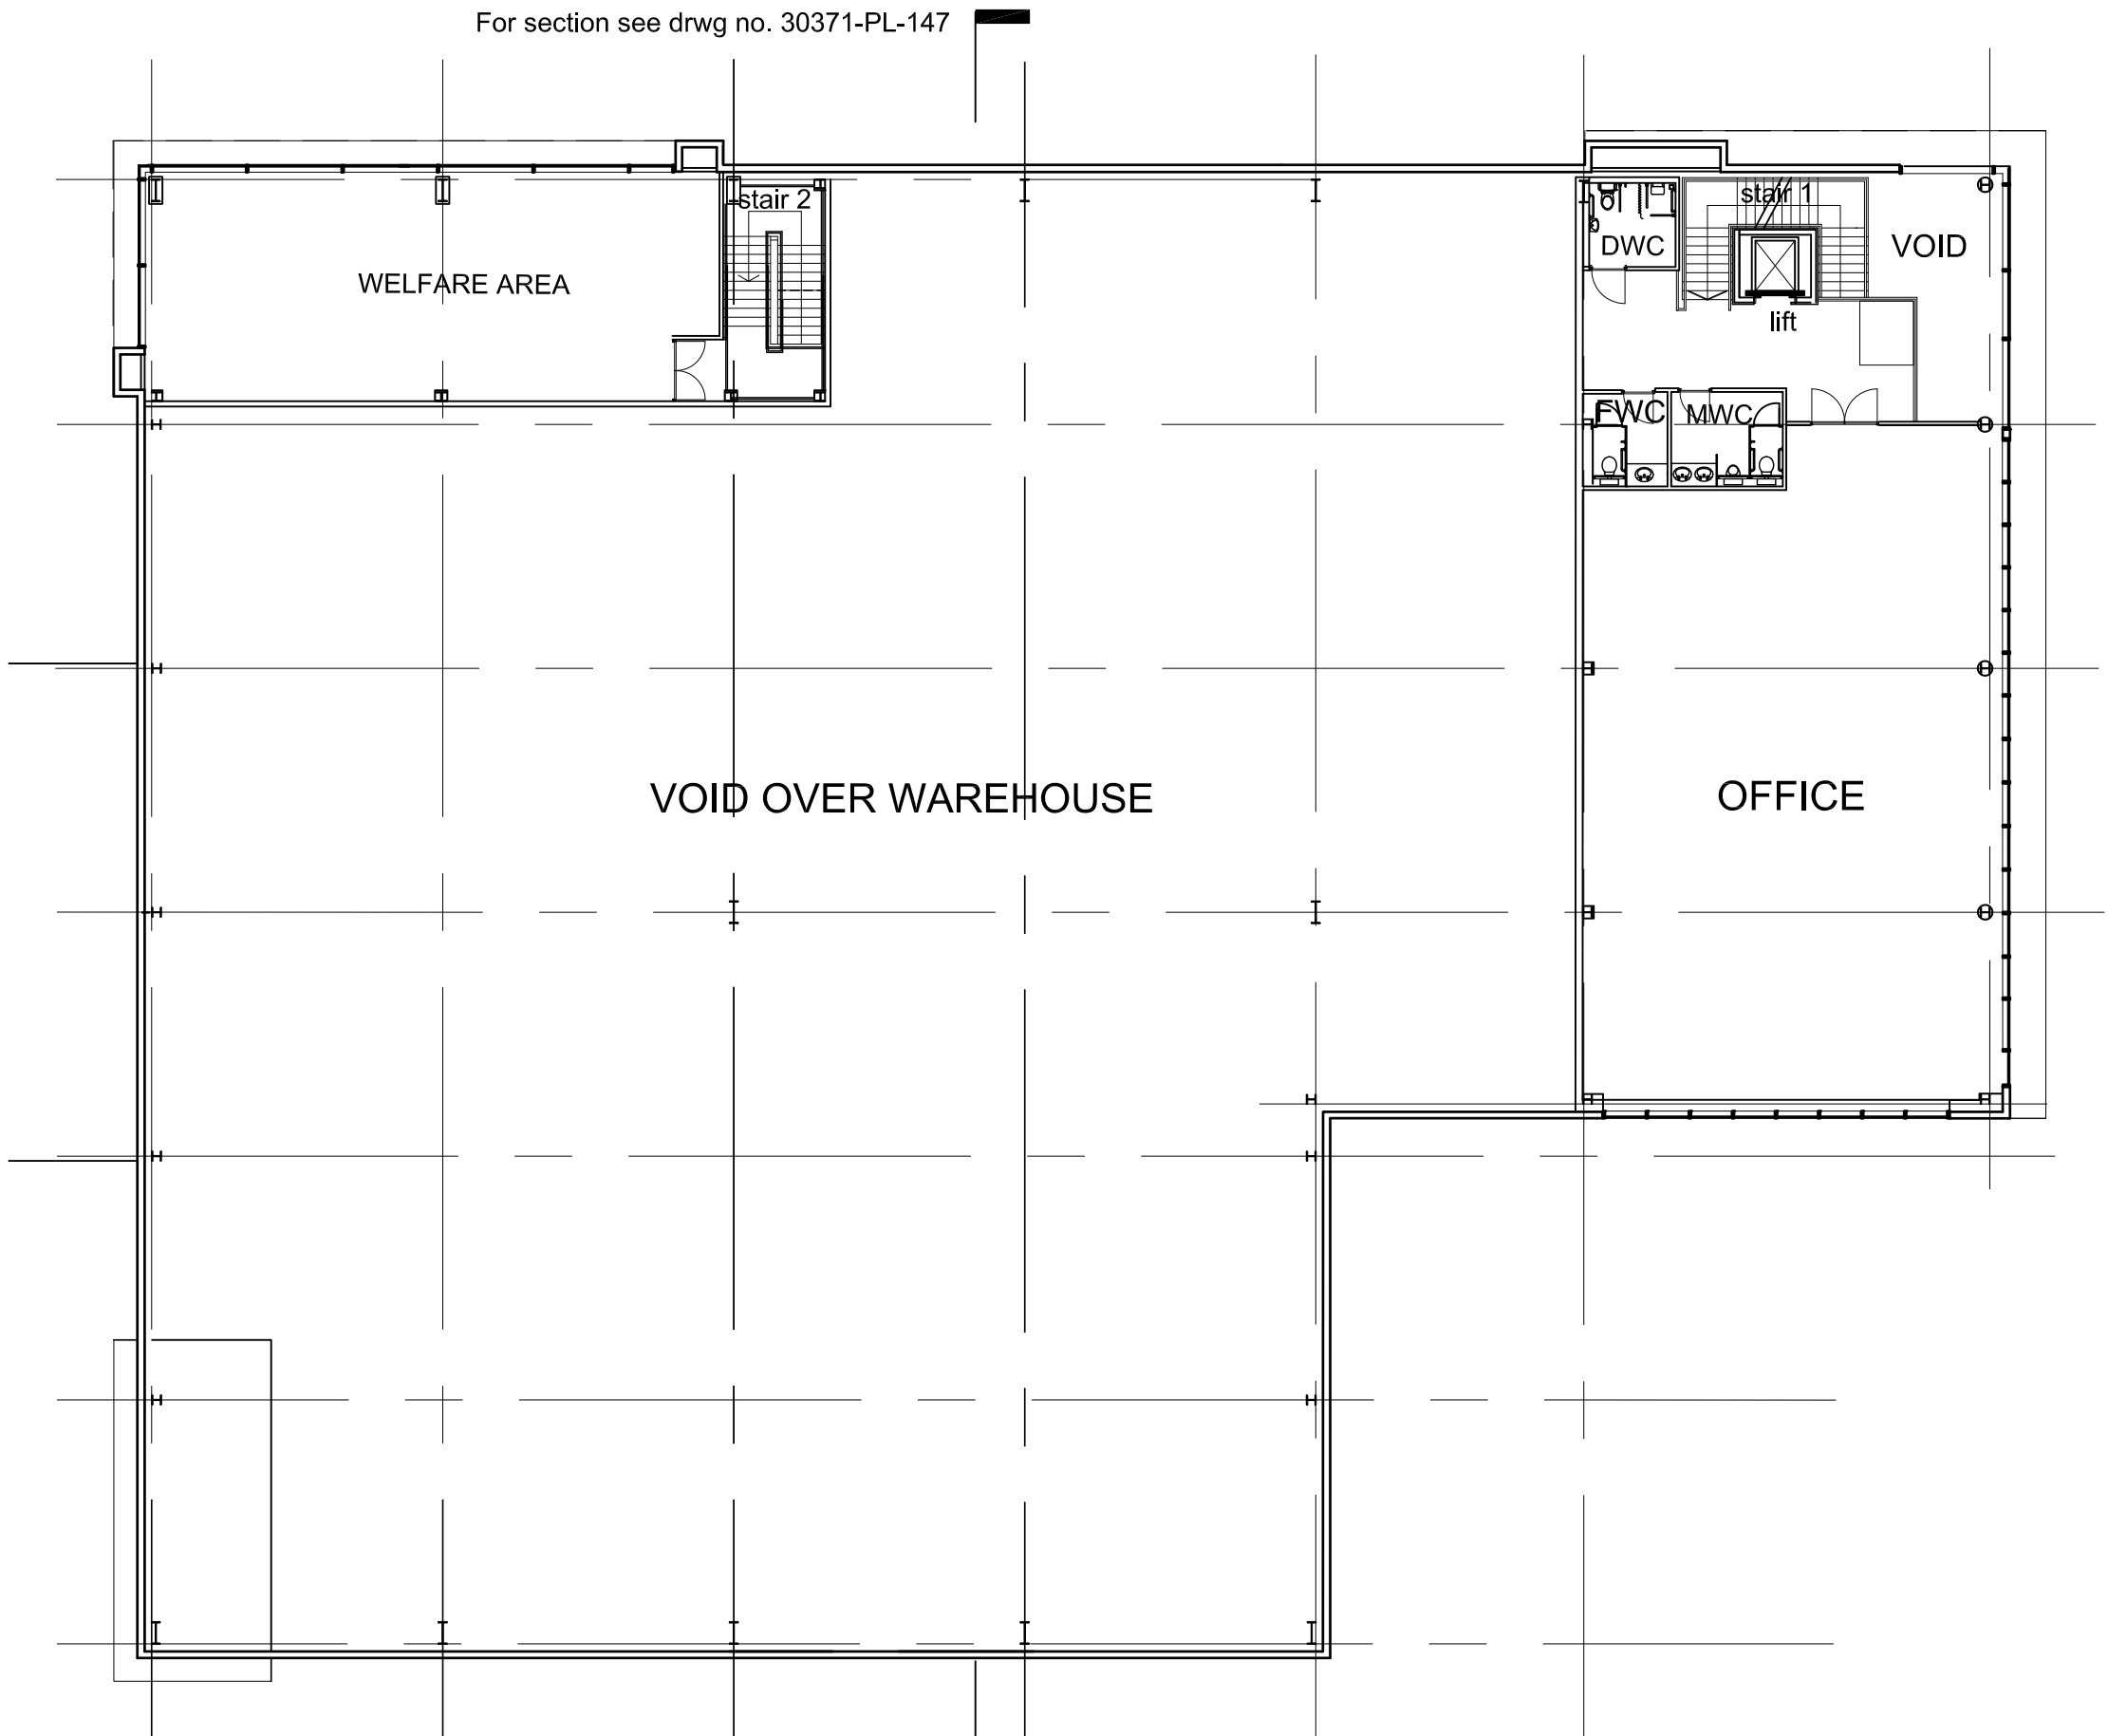 For section see drwg no. 30371-PL-147
stair 2
stair 1
DWC
VOID
WELFARE AREA
lift
FWC
MWC
VOID OVER WAREHOUSE
OFFICE